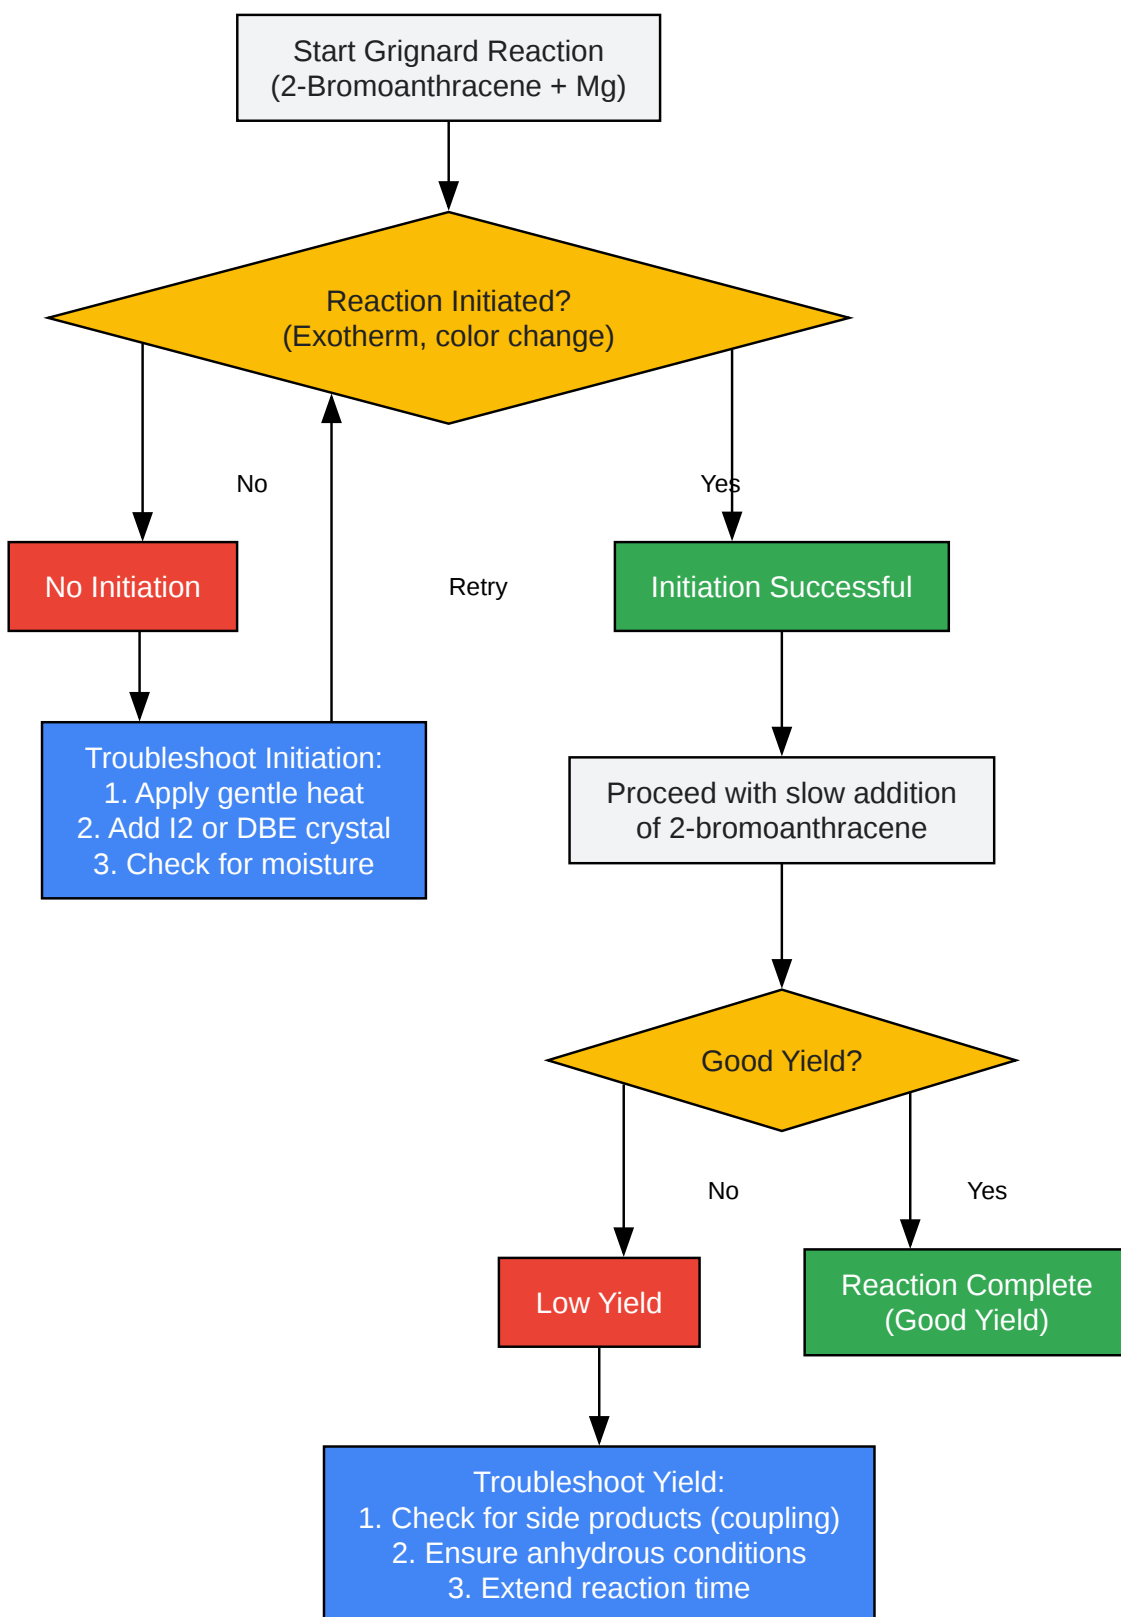 Start Grignard Reaction
(2-Bromoanthracene + Mg)
Reaction Initiated?
(Exotherm, color change)
No
Yes
No Initiation
Retry
Initiation Successful
Troubleshoot Initiation:
1. Apply gentle heat
2. Add I2 or DBE crystal
3. Check for moisture
Proceed with slow addition
of 2-bromoanthracene
Good Yield?
No
Yes
Low Yield
Reaction Complete
(Good Yield)
Troubleshoot Yield:
1. Check for side products (coupling)
2. Ensure anhydrous conditions
3. Extend reaction time